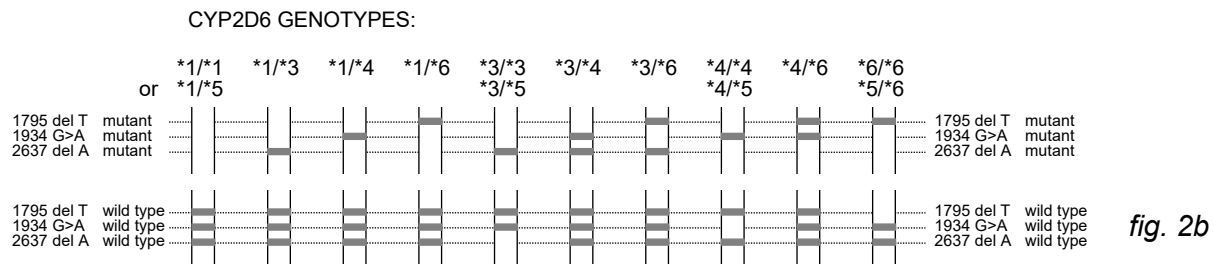 CYP2D6 GENOTYPES:
*1/*1 *1/*3 *1/*4 *1/*6 *3/*3 *3/*4 *3/*6 *4/*4 *4/*6 *6/*6
or *1/*5 *3/*5 *4/*5 *5/*6
1795 del T mutant 1795 del T mutant
1934 G>A mutant 1934 G>A mutant
2637 del A mutant 2637 del A mutant
1795 del T wild type 1795 del T wild type
1934 G>A wild type 1934 G>A wild type
2637 del A wild type 2637 del A wild type
fig. 2b